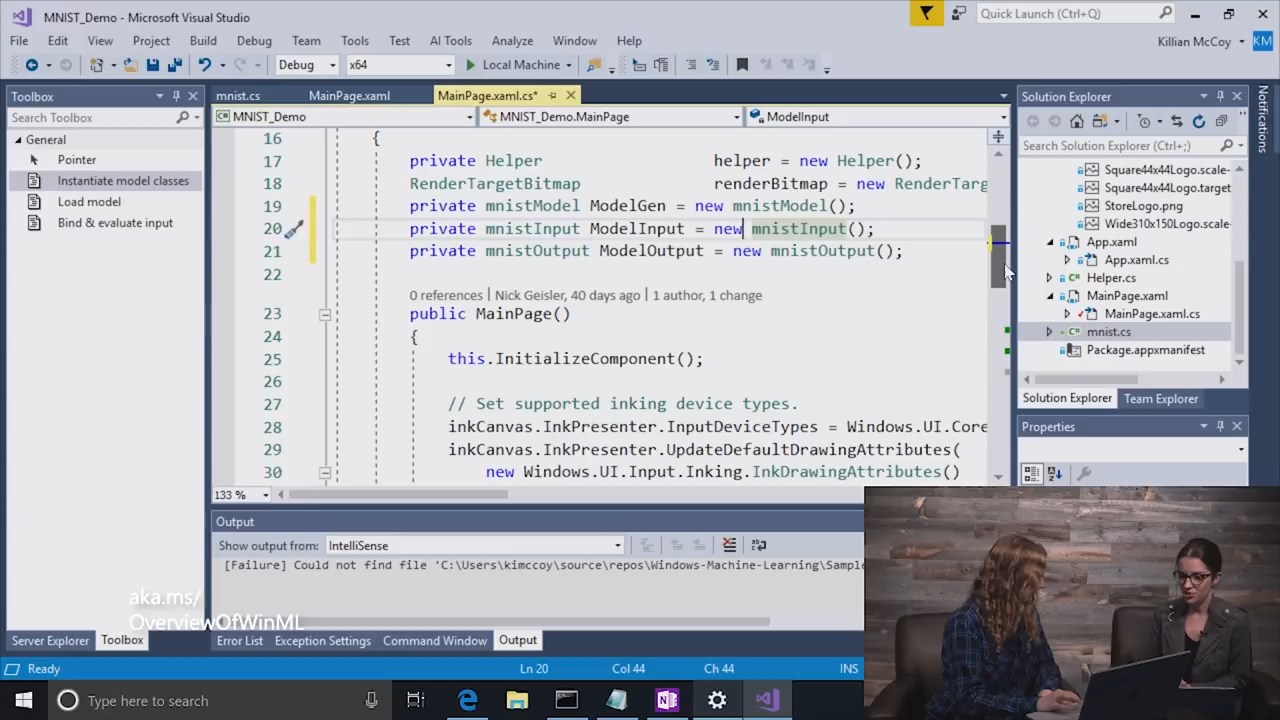 MNIST_Demo - Microsoft Visual Studio
Quick Launch (Ctrl+Q)
File Edit View Project Build Debug Team Tools Test AI Tools Analyze Window Help
Killian McCoy KM
Debug x64 Local Machine
Toolbox
mnist.cs MainPage.xaml MainPage.xaml.cs*
Solution Explorer
Notifications
Search Toolbox
MNIST_Demo MNIST_Demo.MainPage ModelInput
General
Pointer
Instantiate model classes
Load model
Bind & evaluate input
16 {
17 private Helper helper = new Helper();
18 RenderTargetBitmap renderBitmap = new RenderTarg
19 private mnistModel ModelGen = new mnistModel();
20 private mnistInput ModelInput = new mnistInput();
21 private mnistOutput ModelOutput = new mnistOutput();
22
0 references | Nick Geisler, 40 days ago | 1 author, 1 change
23 public MainPage()
24 {
25 this.InitializeComponent();
26
27 // Set supported inking device types.
28 inkCanvas.InkPresenter.InputDeviceTypes = Windows.UI.Core
29 inkCanvas.InkPresenter.UpdateDefaultDrawingAttributes(
30 new Windows.UI.Input.Inking.InkDrawingAttributes()
133 %
Search Solution Explorer (Ctrl+;)
Square44x44Logo.scale-
Square44x44Logo.target
StoreLogo.png
Wide310x150Logo.scale-
App.xaml
App.xaml.cs
Helper.cs
MainPage.xaml
MainPage.xaml.cs
mnist.cs
Package.appxmanifest
Solution Explorer Team Explorer
Properties
Output
Show output from: IntelliSense
[Failure] Could not find file 'C:\Users\kimccoy\source\repos\Windows-Machine-Learning\Sample
aka.ms/
OverviewOfWinML
Server Explorer Toolbox
Error List Exception Settings Command Window Output
Ready Ln 20 Col 44 Ch 44 INS
Type here to search